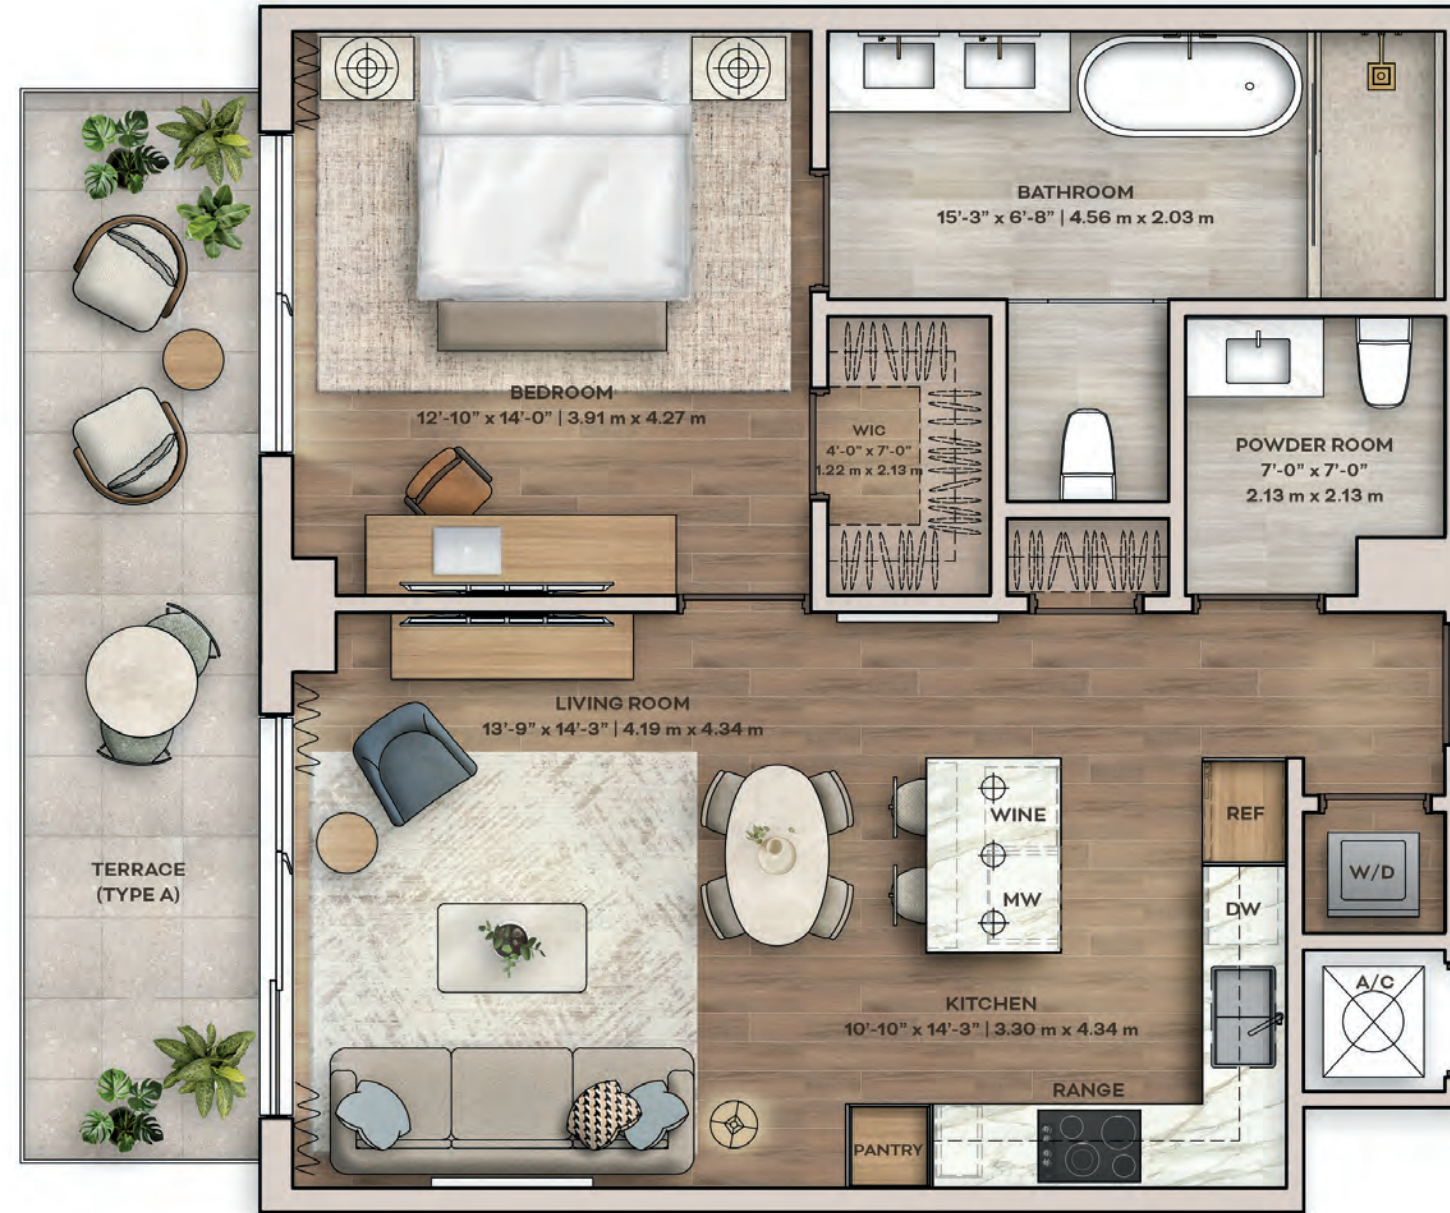 BATHROOM
15'-3" x 6'-8" | 4.56 m x 2.03 m
BEDROOM
12'-10" x 14'-0" | 3.91 m x 4.27 m
WIC
4'-0" x 7'-0"
1.22 m x 2.13 m
POWDER ROOM
7'-0" x 7'-0"
2.13 m x 2.13 m
LIVING ROOM
13'-9" x 14'-3" | 4.19 m x 4.34 m
TERRACE
(TYPE A)
WINE
MW
REF
DW
W/D
A/C
KITCHEN
10'-10" x 14'-3" | 3.30 m x 4.34 m
RANGE
PANTRY